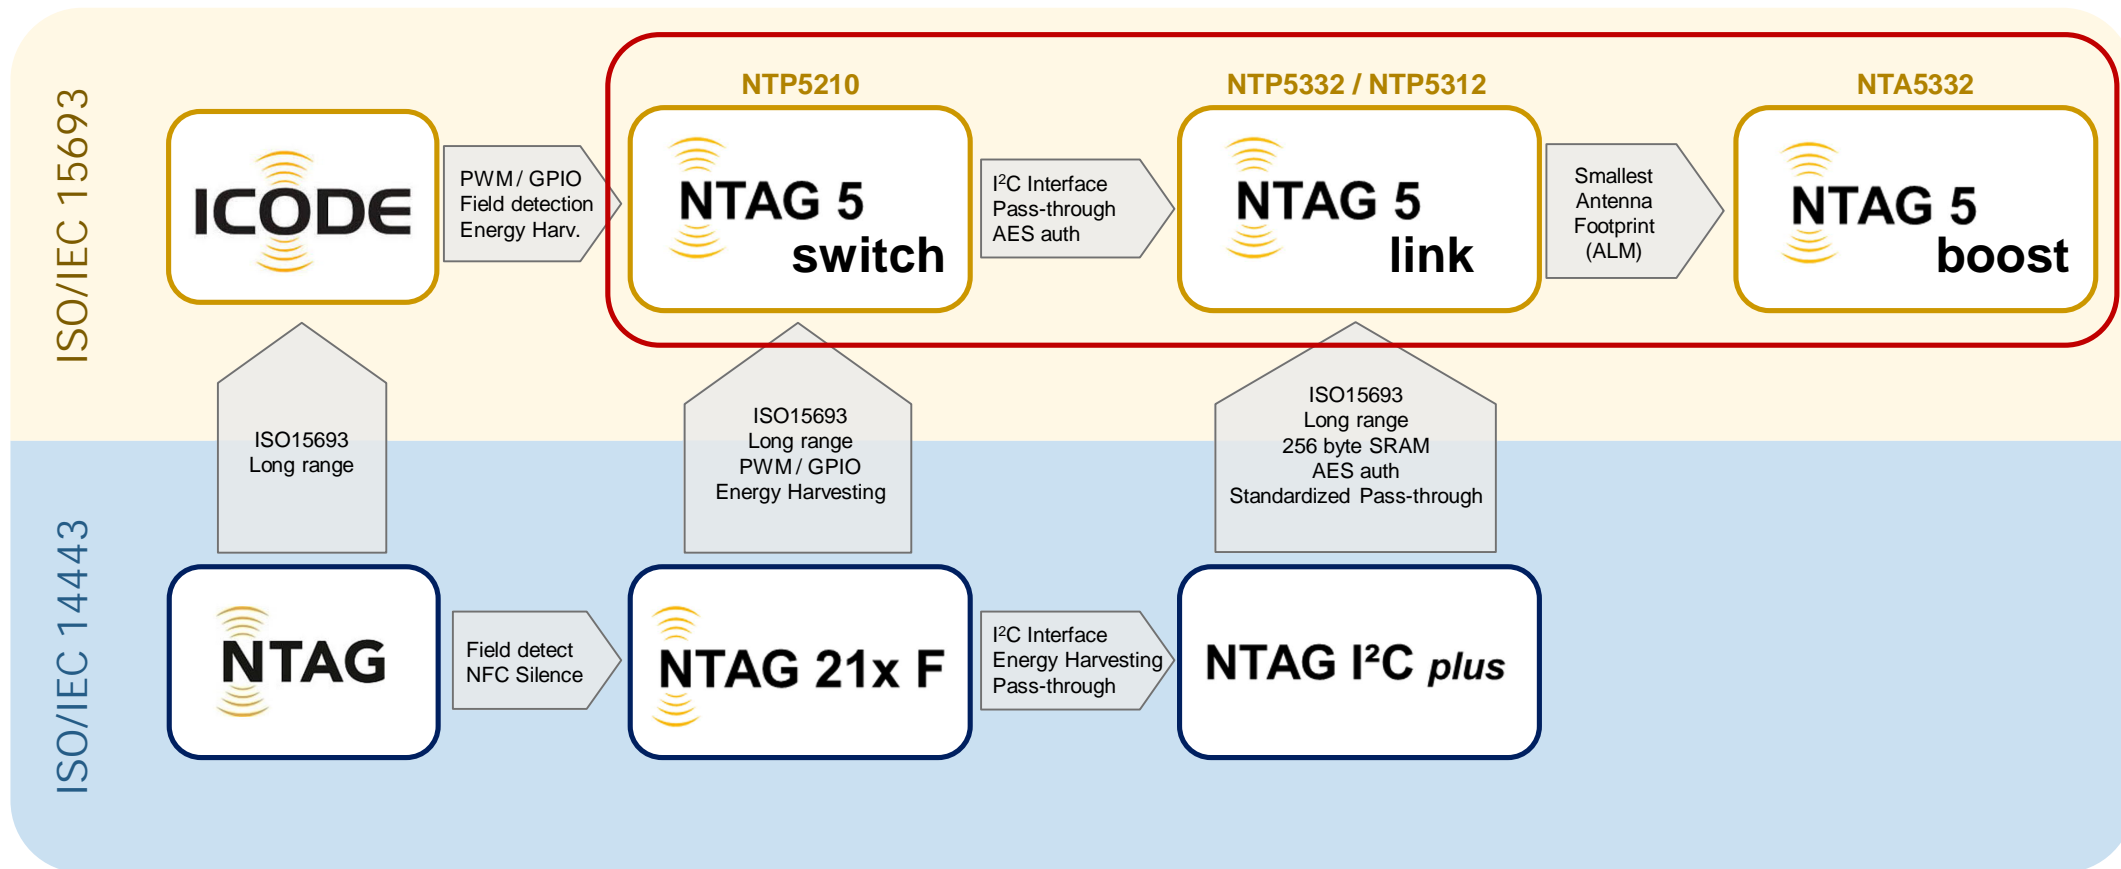 ISO/IEC 15693
NTP5210
NTP5332 / NTP5312
NTA5332
ICODE
PWM / GPIO
Field detection
Energy Harv.
NTAG 5
switch
I²C Interface
Pass-through
AES auth
NTAG 5
link
Smallest
Antenna
Footprint
(ALM)
NTAG 5
boost
ISO15693
Long range
ISO15693
Long range
PWM / GPIO
Energy Harvesting
ISO15693
Long range
256 byte SRAM
AES auth
Standardized Pass-through
ISO/IEC 14443
NTAG
Field detect
NFC Silence
NTAG 21x F
I²C Interface
Energy Harvesting
Pass-through
NTAG I²C plus